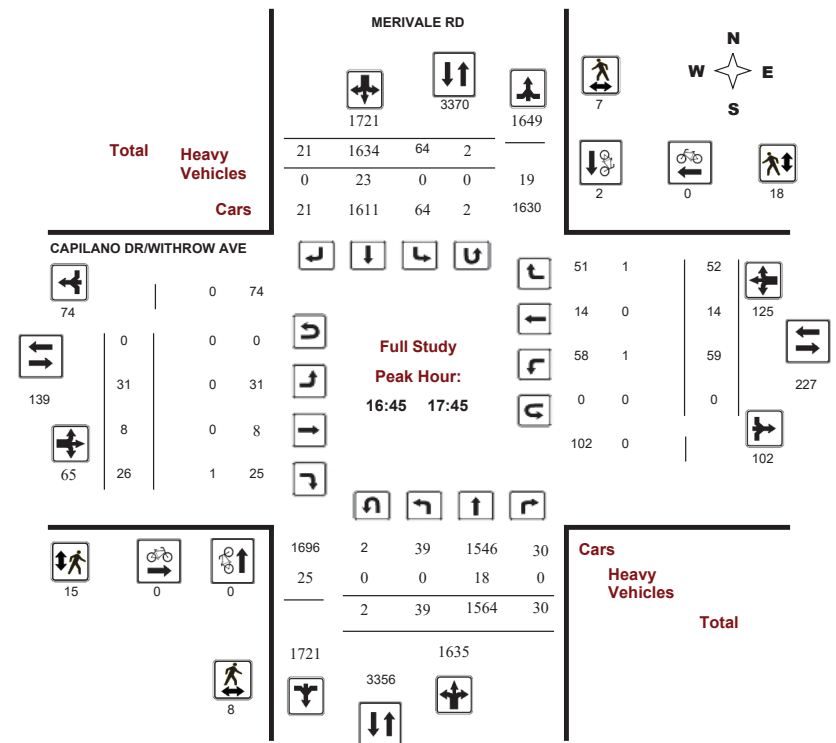 MERIVALE RD
N
W E
S
3370
7
1721 1649
Total Heavy Vehicles
21 1634 64 2
0 23 0 0 19
Cars
21 1611 64 2 1630
2 0 18
CAPILANO DR/WITHROW AVE
74
0 74
51 1 52
125
14 0 14
58 1 59
0 0 0
102 0
102
227
139
0 0 0
31 0 31
8 0 8
65
26 1 25
Full Study
Peak Hour:
16:45 17:45
15 0 0
8
1696 2 39 1546 30
25 0 0 18 0
2 39 1564 30
1721 1635
3356
Cars
Heavy
Vehicles
Total